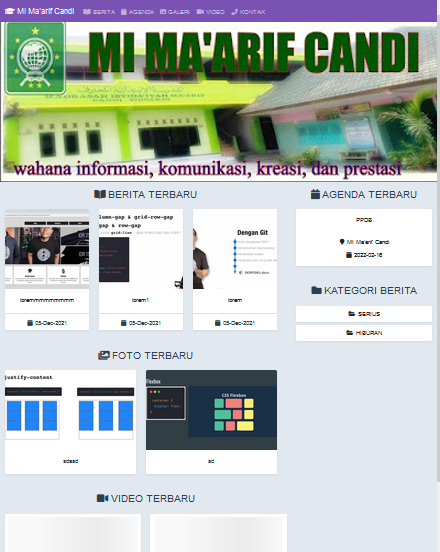 MI Ma'arif Candi
BERITA
AGENDA
GALERI
VIDEO
KONTAK
MI MA'ARIF CANDI
wahana informasi, komunikasi, kreasi, dan prestasi
BERITA TERBARU
loremmmmmmmmm
05-Dec-2021
column-gap & grid-row-gap
gap & row-gap
lorem1
05-Dec-2021
Dengan Git
lorem
05-Dec-2021
AGENDA TERBARU
PPDB
MI Ma'arif Candi
2022-02-16
KATEGORI BERITA
SERIUS
HIBURAN
FOTO TERBARU
justify-content
sdasd
Flexbox
CSS Flexbox
sd
VIDEO TERBARU